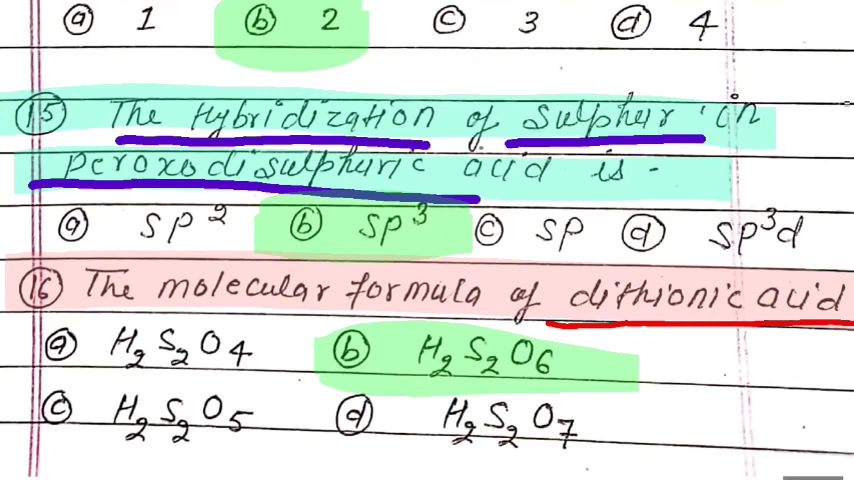 ⓐ 1 ⓑ 2 ⓒ 3 ⓓ 4
⑮ The Hybridization of Sulphur in
peroxodisulphuric acid is -
ⓐ SP² ⓑ SP³ ⓒ SP ⓓ SP³d
⑯ The molecular formula of dithionic acid
ⓐ H₂S₂O₄ ⓑ H₂S₂O₆
ⓒ H₂S₂O₅ ⓓ H₂S₂O₇